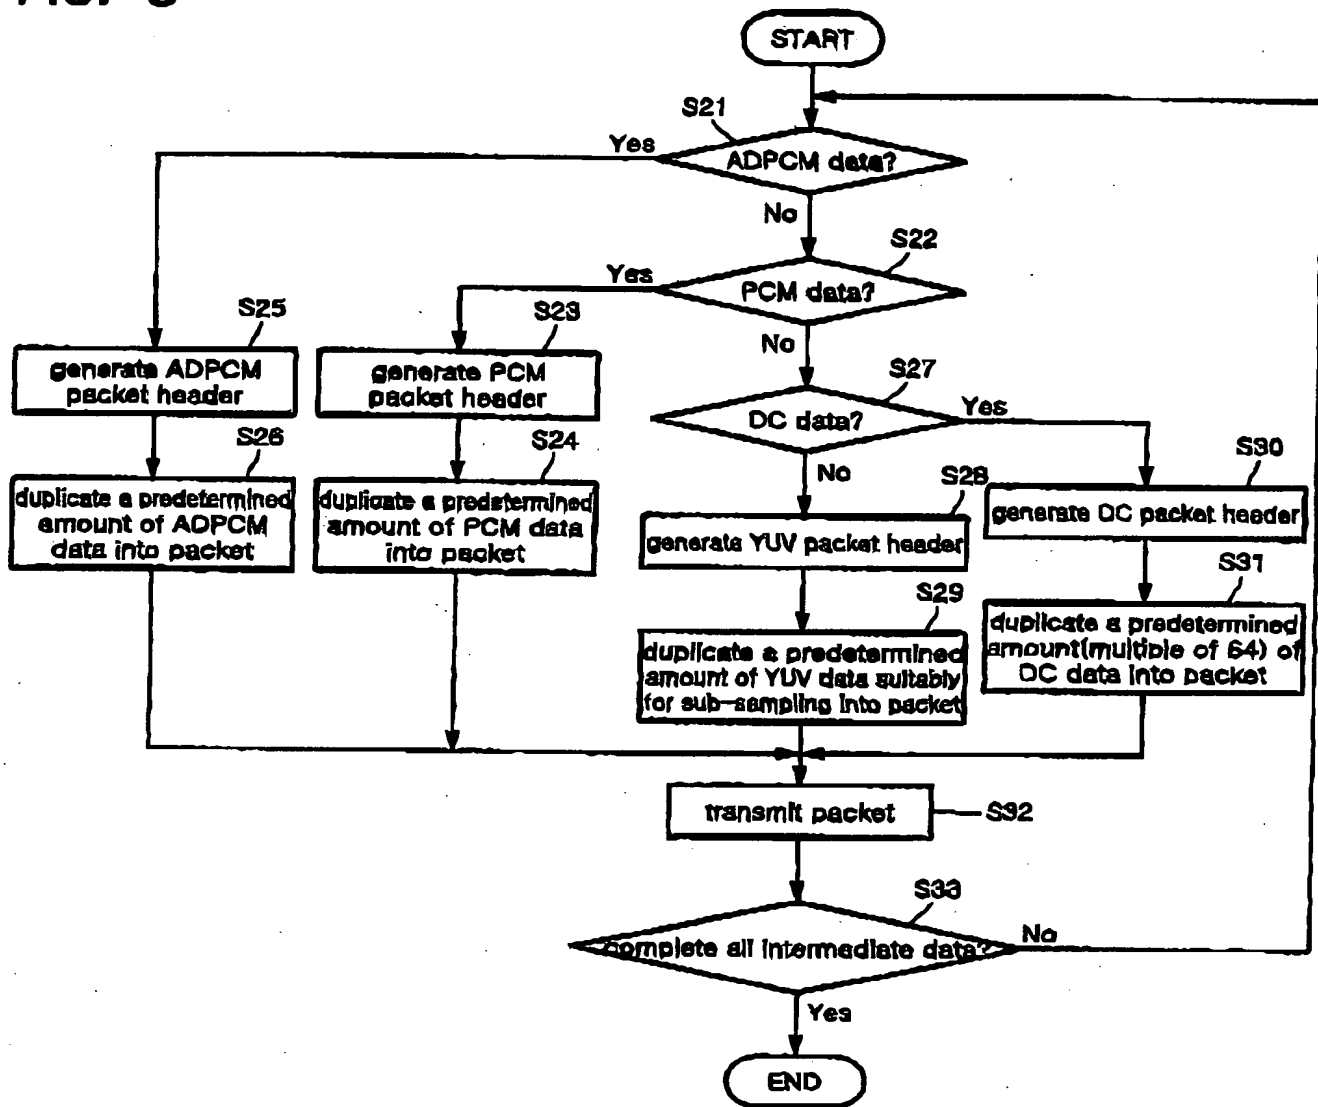 START
S21
Yes
ADPCM data?
No
S22
Yes
PCM data?
No
S25
generate ADPCM
packet header
S23
generate PCM
packet header
S27
DC data?
Yes
No
S26
duplicate a predetermined
amount of ADPCM
data into packet
S24
duplicate a predetermined
amount of PCM data
into packet
S28
generate YUV packet header
S30
generate DC packet header
S29
duplicate a predetermined
amount of YUV data suitably
for sub-sampling into packet
S31
duplicate a predetermined
amount(multiple of 64) of
DC data into packet
transmit packet
S32
S33
complete all intermediate data?
No
Yes
END